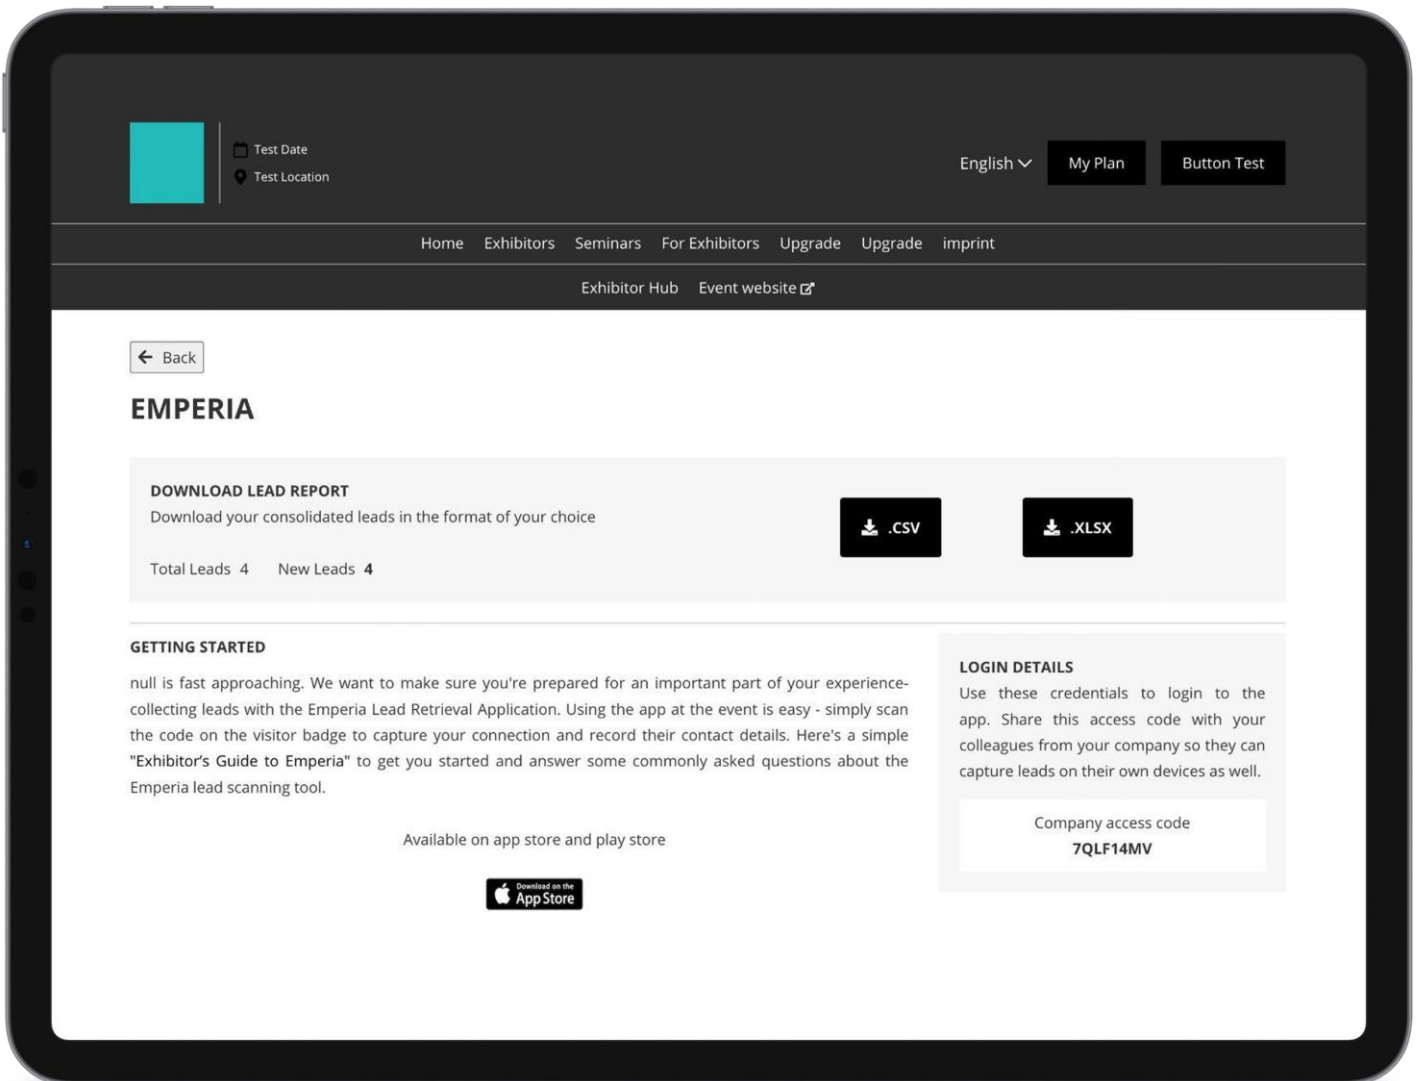 Test Date
Test Location
English
My Plan
Button Test
Home Exhibitors Seminars For Exhibitors Upgrade Upgrade imprint
Exhibitor Hub Event website
Back
EMPERIA
DOWNLOAD LEAD REPORT
Download your consolidated leads in the format of your choice
.CSV
.XLSX
Total Leads 4 New Leads 4
GETTING STARTED
null is fast approaching. We want to make sure you're prepared for an important part of your experience-
collecting leads with the Emperia Lead Retrieval Application. Using the app at the event is easy - simply scan
the code on the visitor badge to capture your connection and record their contact details. Here's a simple
"Exhibitor's Guide to Emperia" to get you started and answer some commonly asked questions about the
Emperia lead scanning tool.
Available on app store and play store
Download on the
App Store
LOGIN DETAILS
Use these credentials to login to the
app. Share this access code with your
colleagues from your company so they can
capture leads on their own devices as well.
Company access code
7QLF14MV